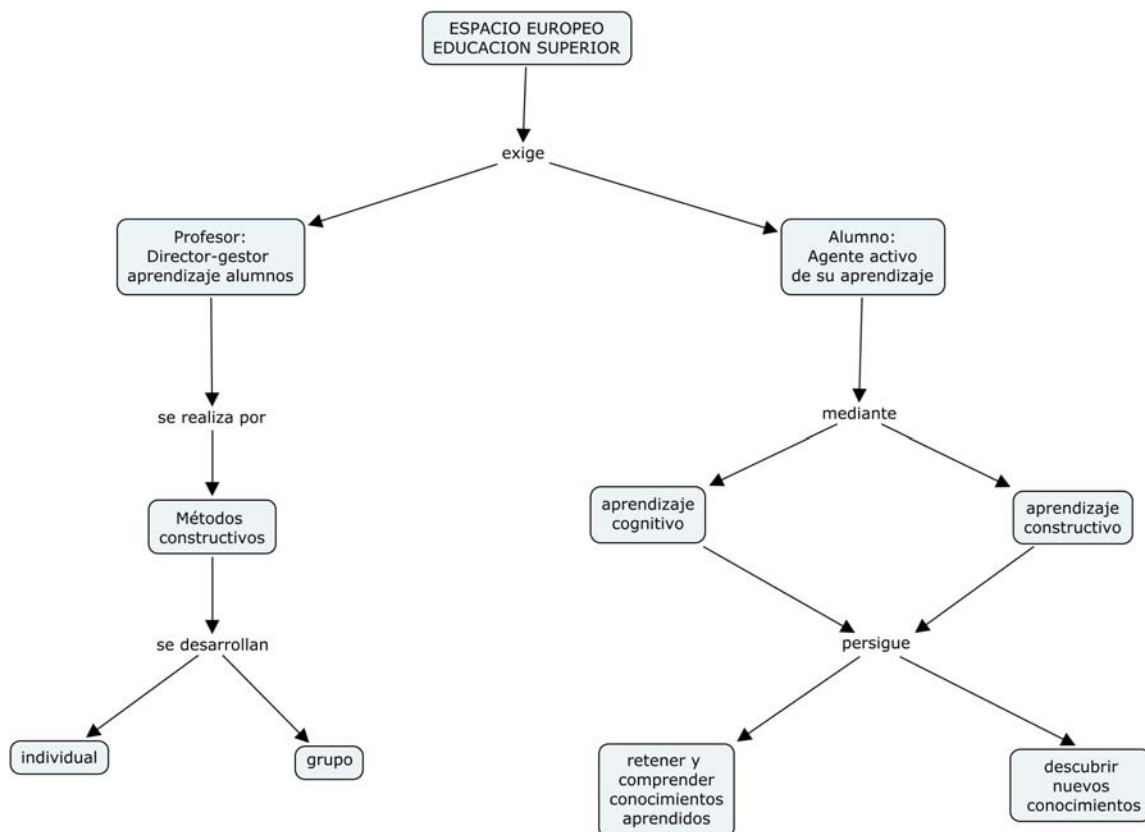 ESPACIO EUROPEO
EDUCACION SUPERIOR
exige
Profesor:
Director-gestor
aprendizaje alumnos
Alumno:
Agente activo
de su aprendizaje
se realiza por
mediante
Métodos
constructivos
aprendizaje
cognitivo
aprendizaje
constructivo
se desarrollan
persigue
individual
grupo
retener y
comprender
conocimientos
aprendidos
descubrir
nuevos
conocimientos